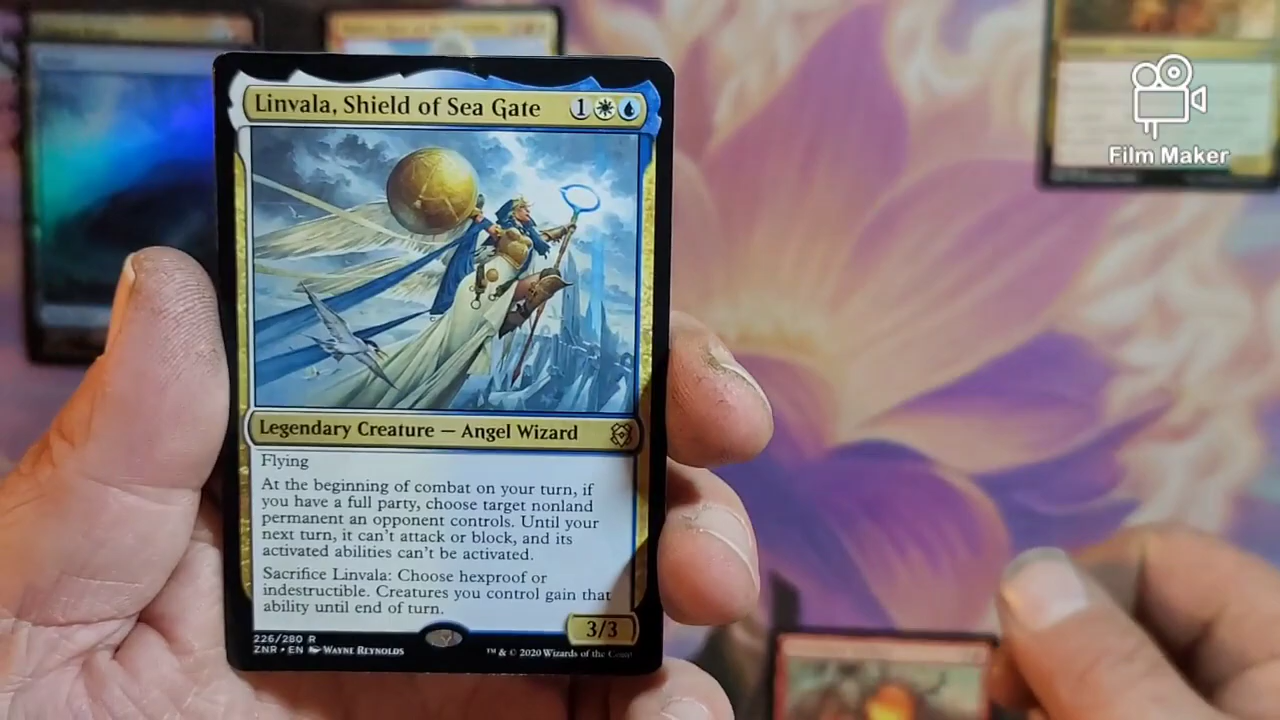 Linvala, Shield of Sea Gate 1
Film Maker
Legendary Creature — Angel Wizard
Flying
At the beginning of combat on your turn, if
you have a full party, choose target nonland
permanent an opponent controls. Until your
next turn, it can't attack or block, and its
activated abilities can't be activated.
Sacrifice Linvala: Choose hexproof or
indestructible. Creatures you control gain that
ability until end of turn.
3/3
226/280 R
ZNR • EN Wayne Reynolds
™ & © 2020 Wizards of the Coast